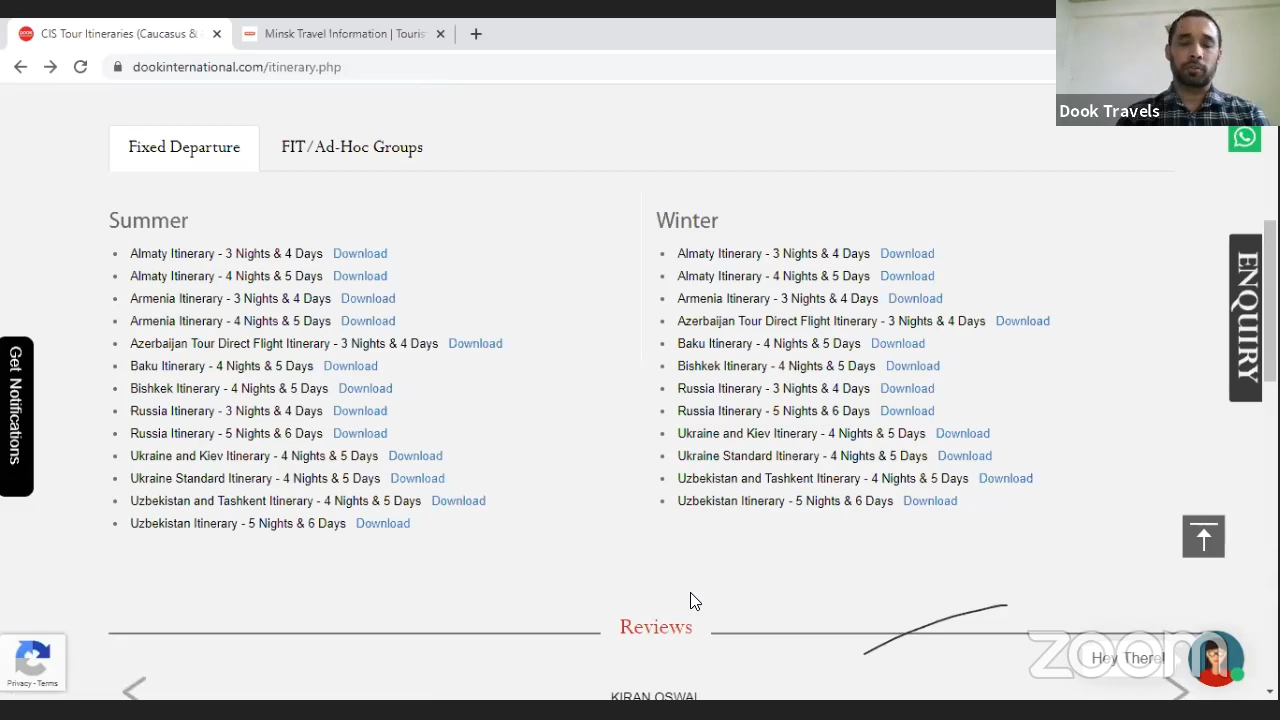 CIS Tour Itineraries (Caucasus &
Minsk Travel Information | Touris
dookinternational.com/itinerary.php
Dook Travels
Fixed Departure
FIT/Ad-Hoc Groups
Summer
Almaty Itinerary - 3 Nights & 4 Days Download
Almaty Itinerary - 4 Nights & 5 Days Download
Armenia Itinerary - 3 Nights & 4 Days Download
Armenia Itinerary - 4 Nights & 5 Days Download
Azerbaijan Tour Direct Flight Itinerary - 3 Nights & 4 Days Download
Baku Itinerary - 4 Nights & 5 Days Download
Bishkek Itinerary - 4 Nights & 5 Days Download
Russia Itinerary - 3 Nights & 4 Days Download
Russia Itinerary - 5 Nights & 6 Days Download
Ukraine and Kiev Itinerary - 4 Nights & 5 Days Download
Ukraine Standard Itinerary - 4 Nights & 5 Days Download
Uzbekistan and Tashkent Itinerary - 4 Nights & 5 Days Download
Uzbekistan Itinerary - 5 Nights & 6 Days Download
Winter
Almaty Itinerary - 3 Nights & 4 Days Download
Almaty Itinerary - 4 Nights & 5 Days Download
Armenia Itinerary - 3 Nights & 4 Days Download
Azerbaijan Tour Direct Flight Itinerary - 3 Nights & 4 Days Download
Baku Itinerary - 4 Nights & 5 Days Download
Bishkek Itinerary - 4 Nights & 5 Days Download
Russia Itinerary - 3 Nights & 4 Days Download
Russia Itinerary - 5 Nights & 6 Days Download
Ukraine and Kiev Itinerary - 4 Nights & 5 Days Download
Ukraine Standard Itinerary - 4 Nights & 5 Days Download
Uzbekistan and Tashkent Itinerary - 4 Nights & 5 Days Download
Uzbekistan Itinerary - 5 Nights & 6 Days Download
ENQUIRY
Get Notifications
Reviews
Privacy - Terms
KIRAN OSWAL
Hey There!
zoom